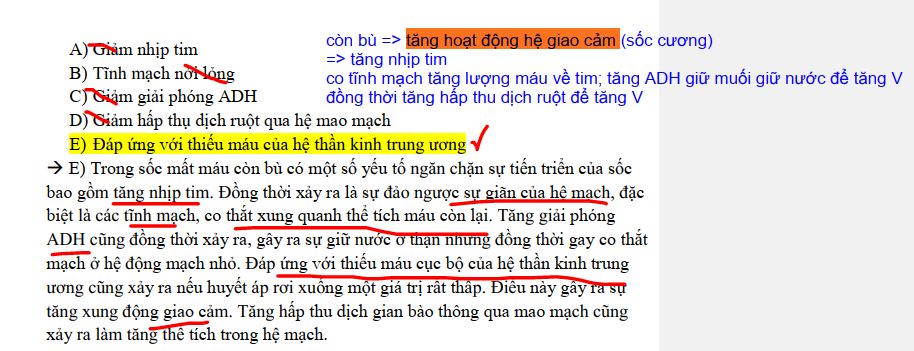 A) Giảm nhịp tim
B) Tĩnh mạch nới lỏng
C) Giảm giải phóng ADH
D) Giảm hấp thụ dịch ruột qua hệ mao mạch
E) Đáp ứng với thiếu máu của hệ thần kinh trung ương
còn bù => tăng hoạt động hệ giao cảm (sốc cương)
=> tăng nhịp tim
co tĩnh mạch tăng lượng máu về tim; tăng ADH giữ muối giữ nước để tăng V
đồng thời tăng hấp thu dịch ruột để tăng V
→ E) Trong sốc mất máu còn bù có một số yếu tố ngăn chặn sự tiến triển của sốc
bao gồm tăng nhịp tim. Đồng thời xảy ra là sự đảo ngược sự giãn của hệ mạch, đặc
biệt là các tĩnh mạch, co thắt xung quanh thể tích máu còn lại. Tăng giải phóng
ADH cũng đồng thời xảy ra, gây ra sự giữ nước ở thận nhưng đồng thời gay co thắt
mạch ở hệ động mạch nhỏ. Đáp ứng với thiếu máu cục bộ của hệ thần kinh trung
ương cũng xảy ra nếu huyết áp rơi xuống một giá trị rất thấp. Điều này gây ra sự
tăng xung động giao cảm. Tăng hấp thu dịch gian bào thông qua mao mạch cũng
xảy ra làm tăng thể tích trong hệ mạch.